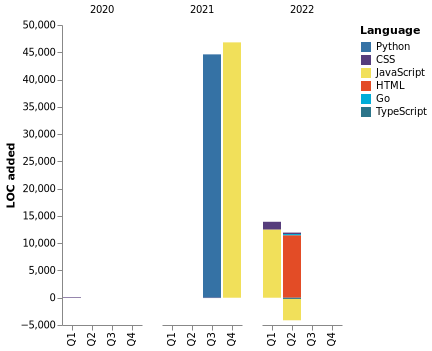 2020 2021 2022
Language
Python
CSS
JavaScript
HTML
Go
TypeScript
LOC added
50,000
45,000
40,000
35,000
30,000
25,000
20,000
15,000
10,000
5,000
0
−5,000
Q1 Q2 Q3 Q4 Q1 Q2 Q3 Q4 Q1 Q2 Q3 Q4